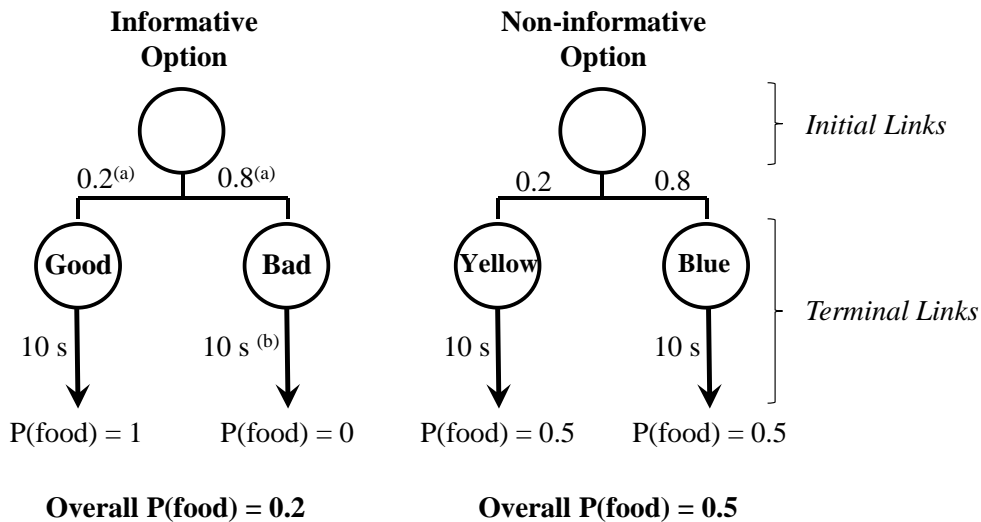 Informative
Option
Non-informative
Option
Initial Links
0.2(a)
0.8(a)
0.2
0.8
Good
Bad
Yellow
Blue
Terminal Links
10 s
10 s (b)
10 s
10 s
P(food) = 1
P(food) = 0
P(food) = 0.5
P(food) = 0.5
Overall P(food) = 0.2
Overall P(food) = 0.5